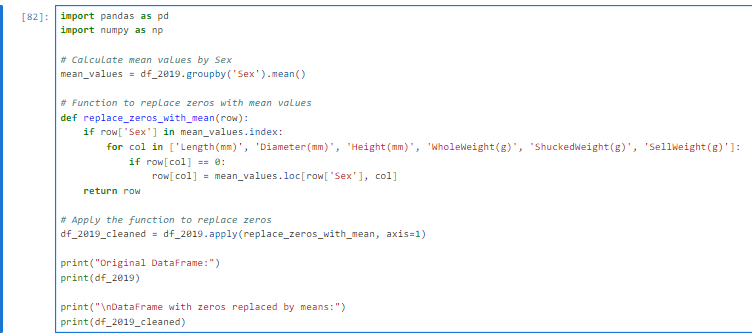 [82]: import pandas as pd
import numpy as np
# Calculate mean values by Sex
mean_values = df_2019.groupby('Sex').mean()
# Function to replace zeros with mean values
def replace_zeros_with_mean(row):
    if row['Sex'] in mean_values.index:
        for col in ['Length(mm)', 'Diameter(mm)', 'Height(mm)', 'WholeWeight(g)', 'ShuckedWeight(g)', 'SellWeight(g)']:
            if row[col] == 0:
                row[col] = mean_values.loc[row['Sex'], col]
    return row
# Apply the function to replace zeros
df_2019_cleaned = df_2019.apply(replace_zeros_with_mean, axis=1)
print("Original DataFrame:")
print(df_2019)
print("\nDataFrame with zeros replaced by means:")
print(df_2019_cleaned)